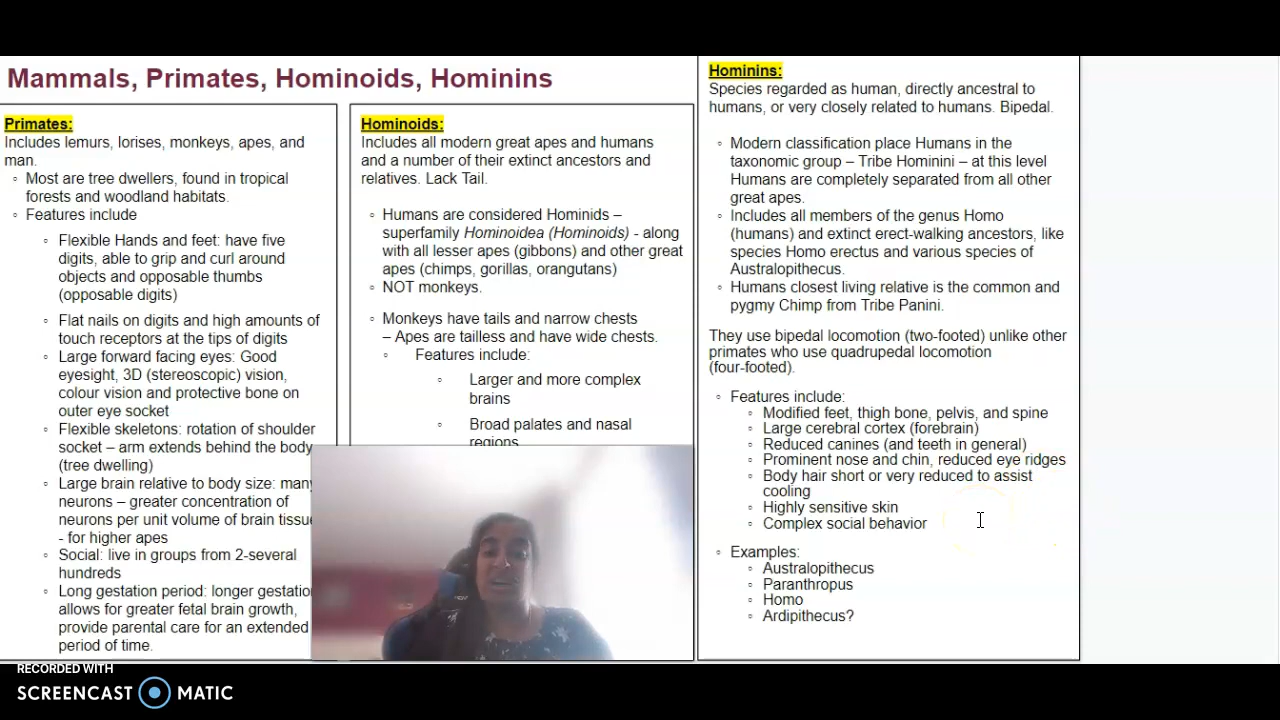 Mammals, Primates, Hominoids, Hominins
Primates:
Includes lemurs, lorises, monkeys, apes, and
man.
◦ Most are tree dwellers, found in tropical
forests and woodland habitats.
◦ Features include
◦ Flexible Hands and feet: have five
digits, able to grip and curl around
objects and opposable thumbs
(opposable digits)
◦ Flat nails on digits and high amounts of
touch receptors at the tips of digits
◦ Large forward facing eyes: Good
eyesight, 3D (stereoscopic) vision,
colour vision and protective bone on
outer eye socket
◦ Flexible skeletons: rotation of shoulder
socket – arm extends behind the body
(tree dwelling)
◦ Large brain relative to body size: many
neurons – greater concentration of
neurons per unit volume of brain tissue
- for higher apes
◦ Social: live in groups from 2-several
hundreds
◦ Long gestation period: longer gestation
allows for greater fetal brain growth,
provide parental care for an extended
period of time.
Hominoids:
Includes all modern great apes and humans
and a number of their extinct ancestors and
relatives. Lack Tail.
◦ Humans are considered Hominids –
superfamily Hominoidea (Hominoids) - along
with all lesser apes (gibbons) and other great
apes (chimps, gorillas, orangutans)
◦ NOT monkeys.
◦ Monkeys have tails and narrow chests
– Apes are tailless and have wide chests.
◦ Features include:
◦ Larger and more complex
brains
◦ Broad palates and nasal
regions
Hominins:
Species regarded as human, directly ancestral to
humans, or very closely related to humans. Bipedal.
◦ Modern classification place Humans in the
taxonomic group – Tribe Hominini – at this level
Humans are completely separated from all other
great apes.
◦ Includes all members of the genus Homo
(humans) and extinct erect-walking ancestors, like
species Homo erectus and various species of
Australopithecus.
◦ Humans closest living relative is the common and
pygmy Chimp from Tribe Panini.
They use bipedal locomotion (two-footed) unlike other
primates who use quadrupedal locomotion
(four-footed).
◦ Features include:
◦ Modified feet, thigh bone, pelvis, and spine
◦ Large cerebral cortex (forebrain)
◦ Reduced canines (and teeth in general)
◦ Prominent nose and chin, reduced eye ridges
◦ Body hair short or very reduced to assist
cooling
◦ Highly sensitive skin
◦ Complex social behavior
◦ Examples:
◦ Australopithecus
◦ Paranthropus
◦ Homo
◦ Ardipithecus?
RECORDED WITH
SCREENCAST MATIC